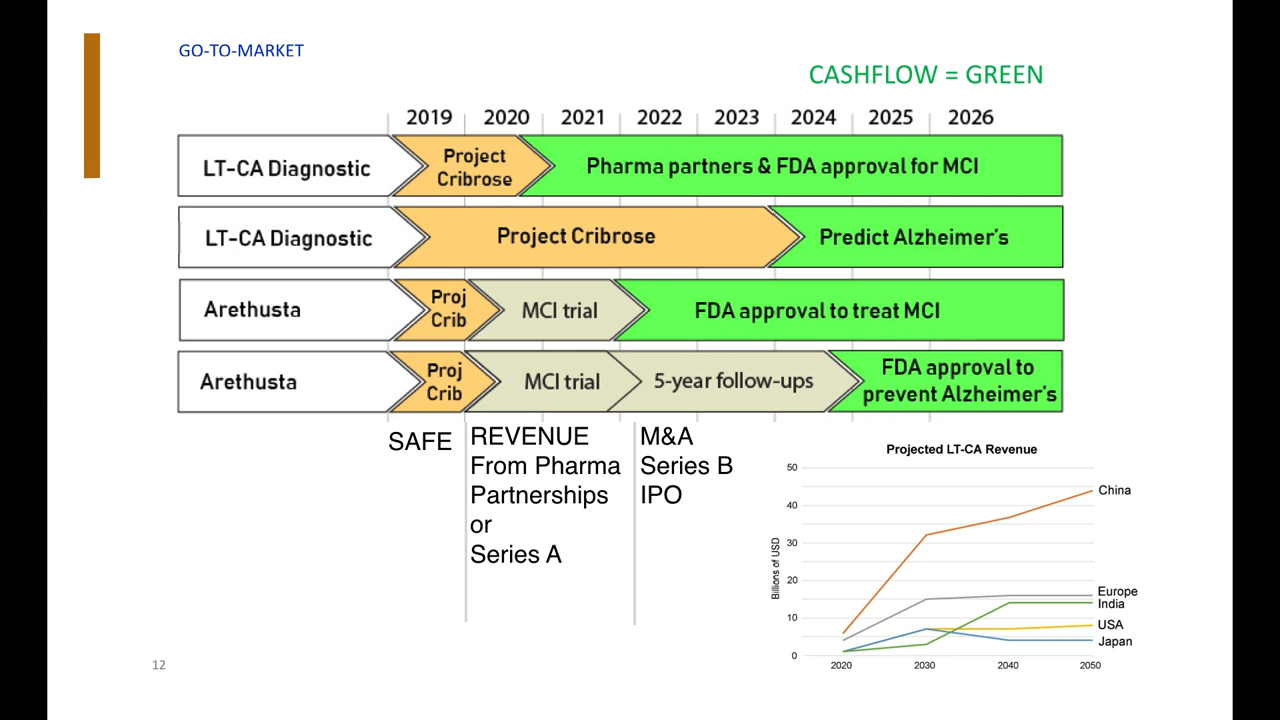 GO-TO-MARKET
CASHFLOW = GREEN
2019 2020 2021 2022 2023 2024 2025 2026
LT-CA Diagnostic
Project
Cribrose
Pharma partners & FDA approval for MCI
LT-CA Diagnostic
Project Cribrose
Predict Alzheimer's
Arethusta
Proj
Crib
MCI trial
FDA approval to treat MCI
Arethusta
Proj
Crib
MCI trial
5-year follow-ups
FDA approval to
prevent Alzheimer's
SAFE
REVENUE
From Pharma
Partnerships
or
Series A
M&A
Series B
IPO
Projected LT-CA Revenue
Billions of USD
50
40
30
20
10
0
2020 2030 2040 2050
China
Europe
India
USA
Japan
12